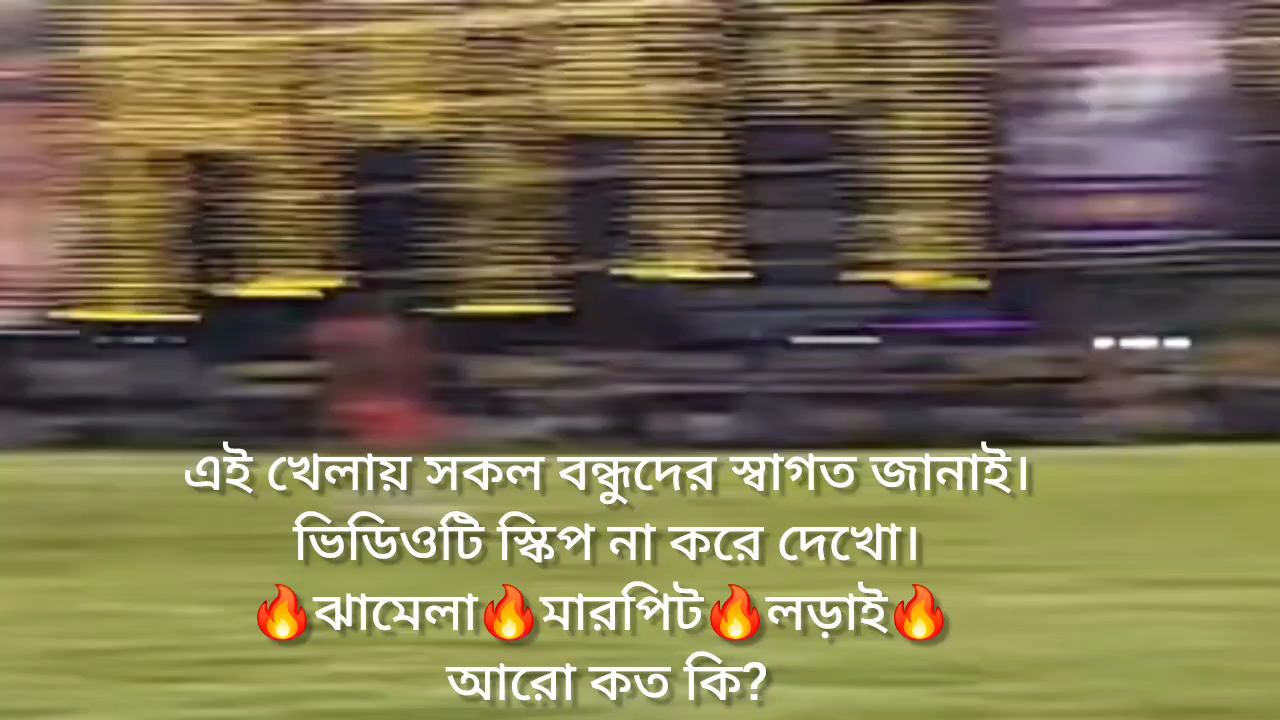 এই খেলায় সকল বন্ধুদের স্বাগত জানাই।
ভিডিওটি স্কিপ না করে দেখো।
🔥ঝামেলা🔥মারপিট🔥লড়াই🔥
আরো কত কি?